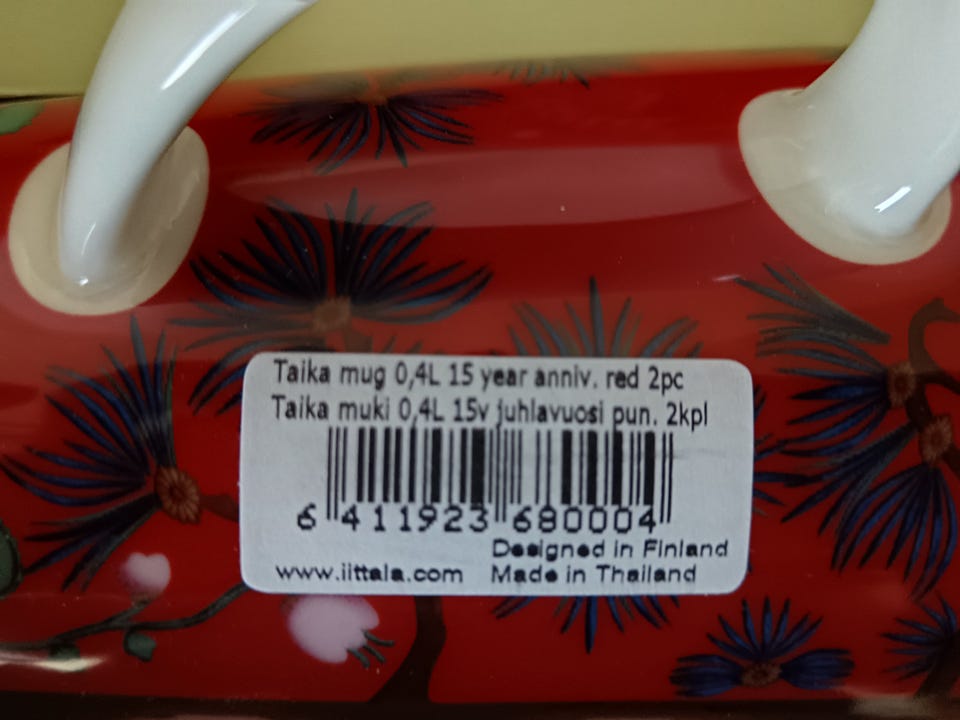 Taika mug 0,4L 15 year anniv. red 2pc
Taika muki 0,4L 15v juhlavuosi pun. 2kpl
6 411923 680004
Designed in Finland
www.iittala.com Made in Thailand